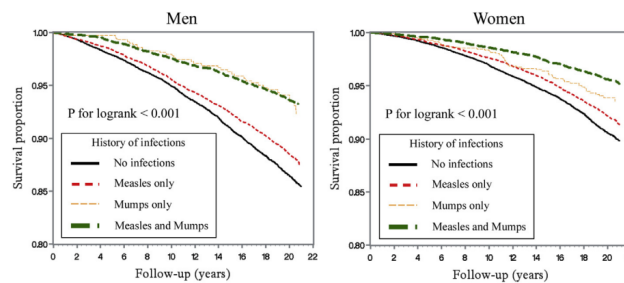 Men
Survival proportion
1.00
0.95
0.90
0.85
0.80
P for logrank < 0.001
History of infections
No infections
Measles only
Mumps only
Measles and Mumps
0 2 4 6 8 10 12 14 16 18 20 22
Follow-up (years)
Women
Survival proportion
1.00
0.95
0.90
0.85
0.80
P for logrank < 0.001
History of infections
No infections
Measles only
Mumps only
Measles and Mumps
0 2 4 6 8 10 12 14 16 18 20 22
Follow-up (years)